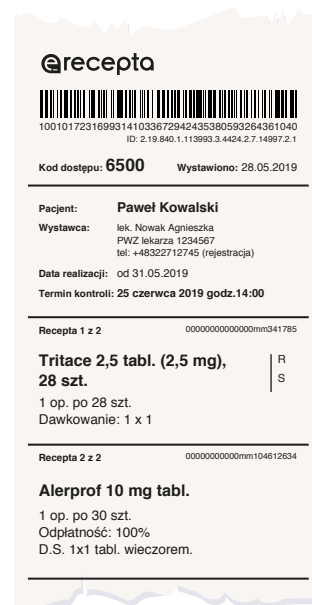 erecepta
10010172316993141033672942435380593264361040
ID: 2.19.840.1.113993.3.4424.2.7.14997.2.1
Kod dostępu: 6500 Wystawiono: 28.05.2019
Pacjent: Paweł Kowalski
Wystawca: lek. Nowak Agnieszka
PWZ lekarza 1234567
tel: +48322712745 (rejestracja)
Data realizacji: od 31.05.2019
Termin kontroli: 25 czerwca 2019 godz.14:00
Recepta 1 z 2 00000000000000mm341785
Tritace 2,5 tabl. (2,5 mg), R
28 szt. S
1 op. po 28 szt.
Dawkowanie: 1 x 1
Recepta 2 z 2 00000000000mm104612634
Alerprof 10 mg tabl.
1 op. po 30 szt.
Odpłatność: 100%
D.S. 1x1 tabl. wieczorem.